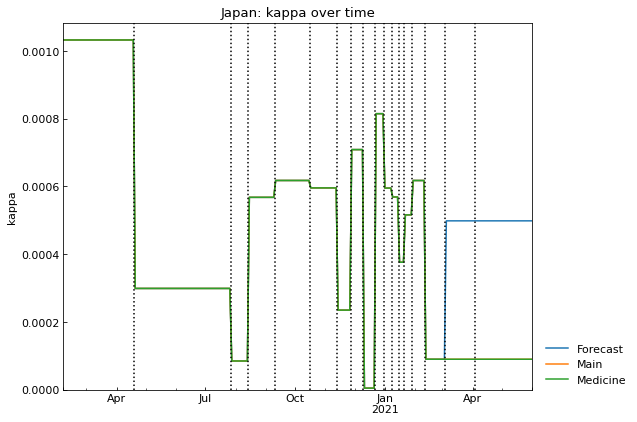 Japan: kappa over time
kappa
0.0010
0.0008
0.0006
0.0004
0.0002
0.0000
Apr
Jul
Oct
Jan
2021
Apr
Forecast
Main
Medicine